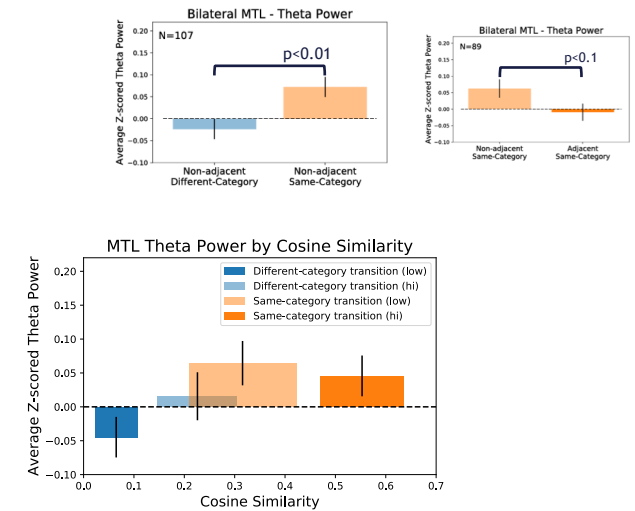 Bilateral MTL - Theta Power
N=107
p<0.01
Average Z-scored Theta Power
0.20
0.15
0.10
0.05
0.00
−0.05
−0.10
Non-adjacent
Different-Category
Non-adjacent
Same-Category
Bilateral MTL - Theta Power
N=89
p<0.1
Average Z-scored Theta Power
0.20
0.15
0.10
0.05
0.00
−0.05
−0.10
Non-adjacent
Same-Category
Adjacent
Same-Category
MTL Theta Power by Cosine Similarity
Different-category transition (low)
Different-category transition (hi)
Same-category transition (low)
Same-category transition (hi)
Average Z-scored Theta Power
0.20
0.15
0.10
0.05
0.00
−0.05
−0.10
0.0 0.1 0.2 0.3 0.4 0.5 0.6 0.7
Cosine Similarity